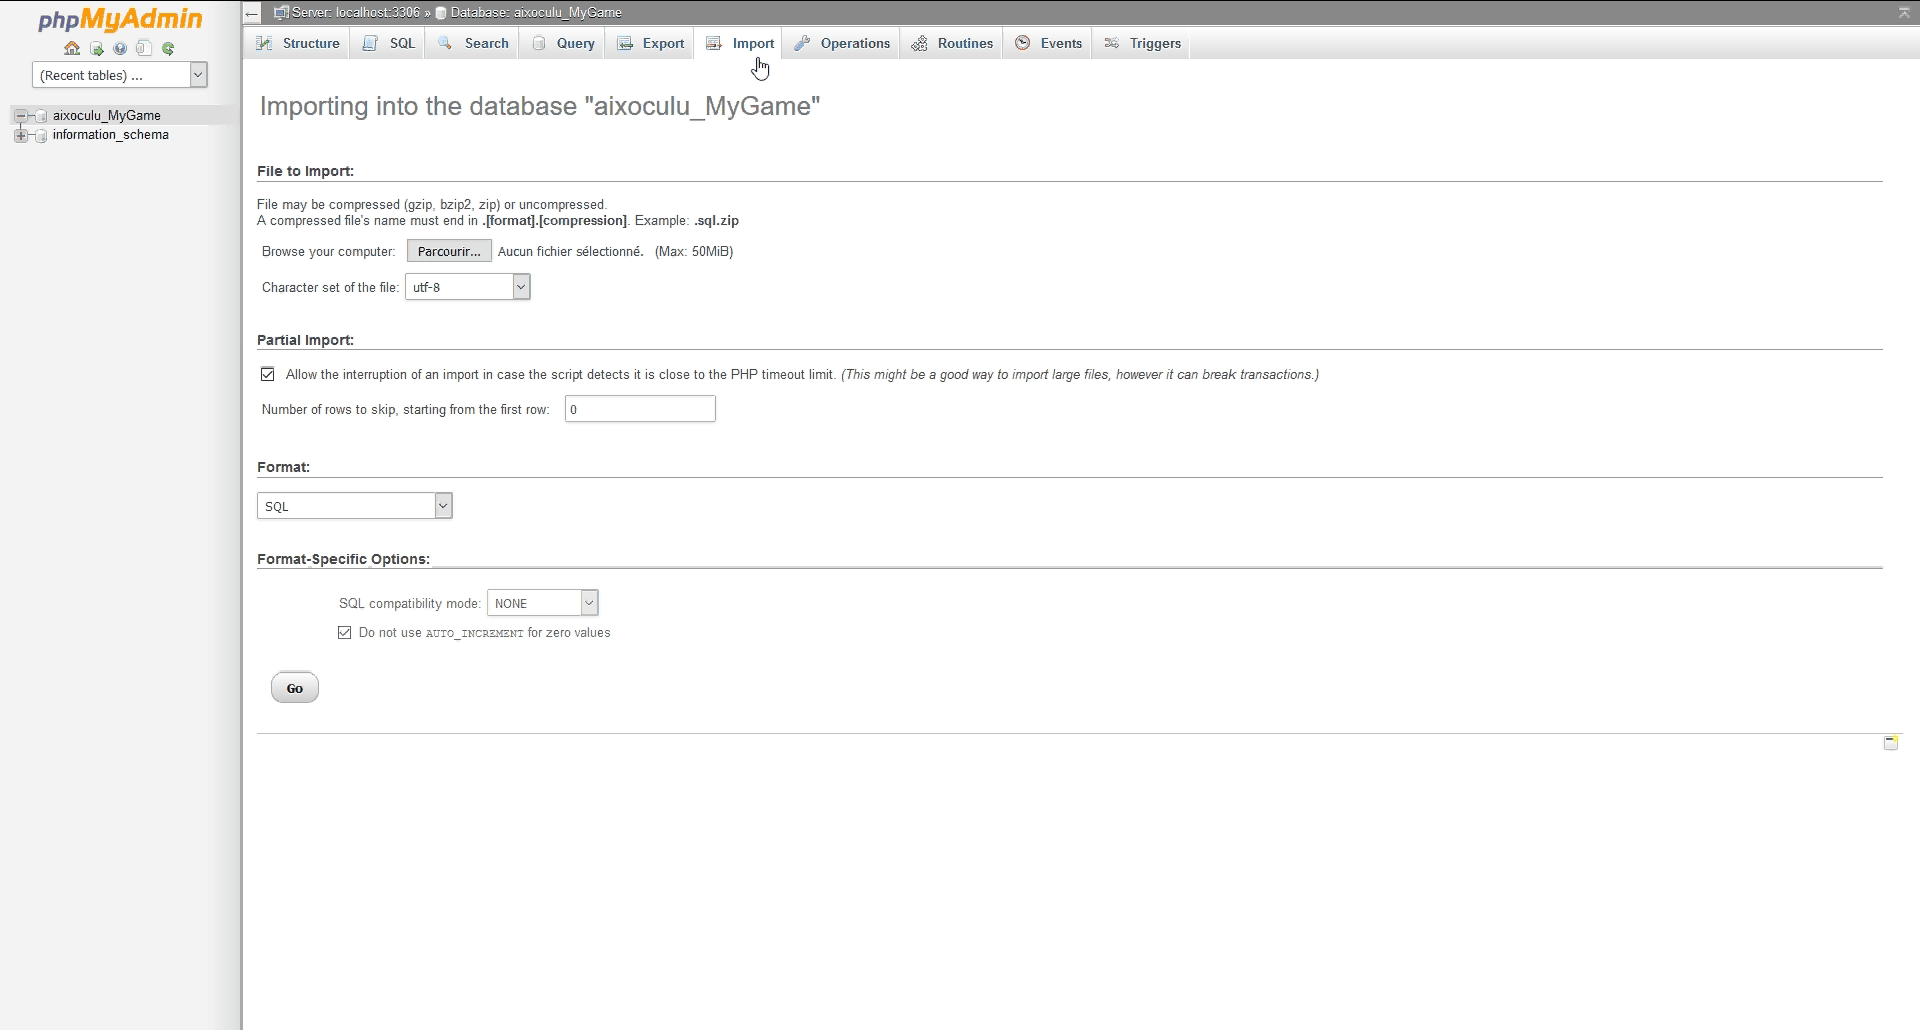 phpMyAdmin
(Recent tables) ...
aixoculu_MyGame
information_schema
Server: localhost:3306 » Database: aixoculu_MyGame
Structure SQL Search Query Export Import Operations Routines Events Triggers
Importing into the database "aixoculu_MyGame"
File to Import:
File may be compressed (gzip, bzip2, zip) or uncompressed.
A compressed file's name must end in .[format].[compression]. Example: .sql.zip
Browse your computer: Parcourir... Aucun fichier sélectionné. (Max: 50MiB)
Character set of the file: utf-8
Partial Import:
Allow the interruption of an import in case the script detects it is close to the PHP timeout limit. (This might be a good way to import large files, however it can break transactions.)
Number of rows to skip, starting from the first row: 0
Format:
SQL
Format-Specific Options:
SQL compatibility mode: NONE
Do not use AUTO_INCREMENT for zero values
Go